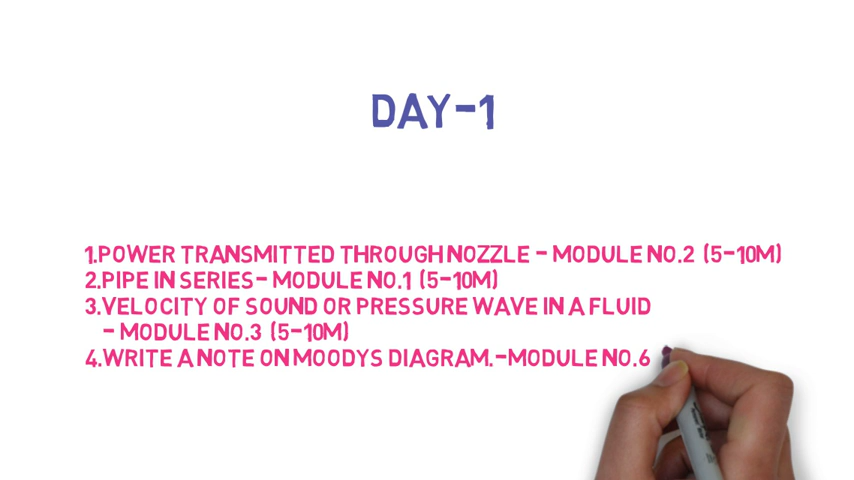 DAY-1
1.POWER TRANSMITTED THROUGH NOZZLE - MODULE NO.2 (5-10M)
2.PIPE IN SERIES- MODULE NO.1 (5-10M)
3.VELOCITY OF SOUND OR PRESSURE WAVE IN A FLUID
- MODULE NO.3 (5-10M)
4.WRITE A NOTE ON MOODYS DIAGRAM.-MODULE NO.6